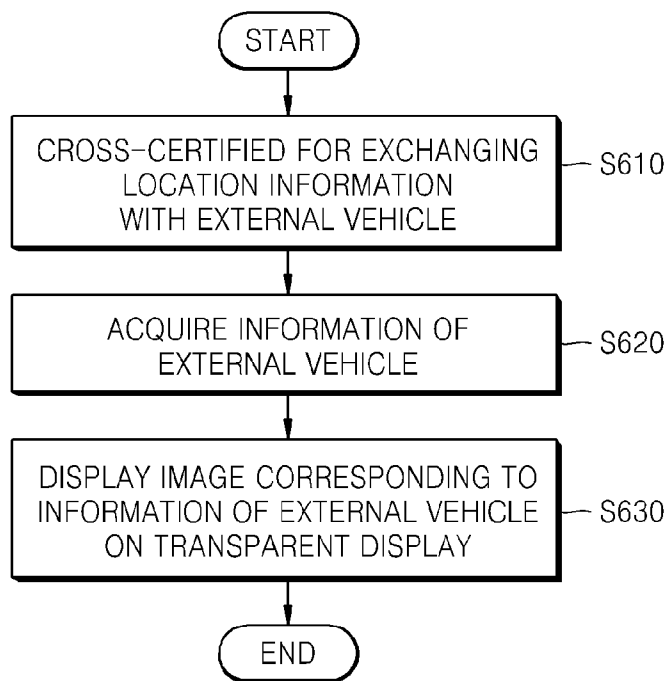 START
CROSS-CERTIFIED FOR EXCHANGING
LOCATION INFORMATION
WITH EXTERNAL VEHICLE
S610
ACQUIRE INFORMATION OF
EXTERNAL VEHICLE
S620
DISPLAY IMAGE CORRESPONDING TO
INFORMATION OF EXTERNAL VEHICLE
ON TRANSPARENT DISPLAY
S630
END